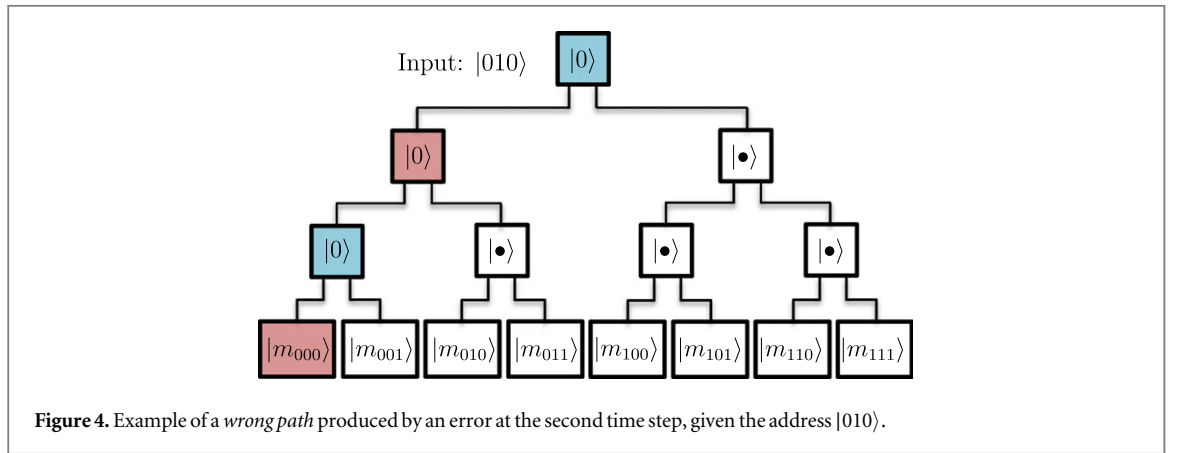 Input: |010⟩ |0⟩
|0⟩ |•⟩
|0⟩ |•⟩ |•⟩ |•⟩
|m₀₀₀⟩ |m₀₀₁⟩ |m₀₁₀⟩ |m₀₁₁⟩ |m₁₀₀⟩ |m₁₀₁⟩ |m₁₁₀⟩ |m₁₁₁⟩
Figure 4. Example of a wrong path produced by an error at the second time step, given the address |010⟩.